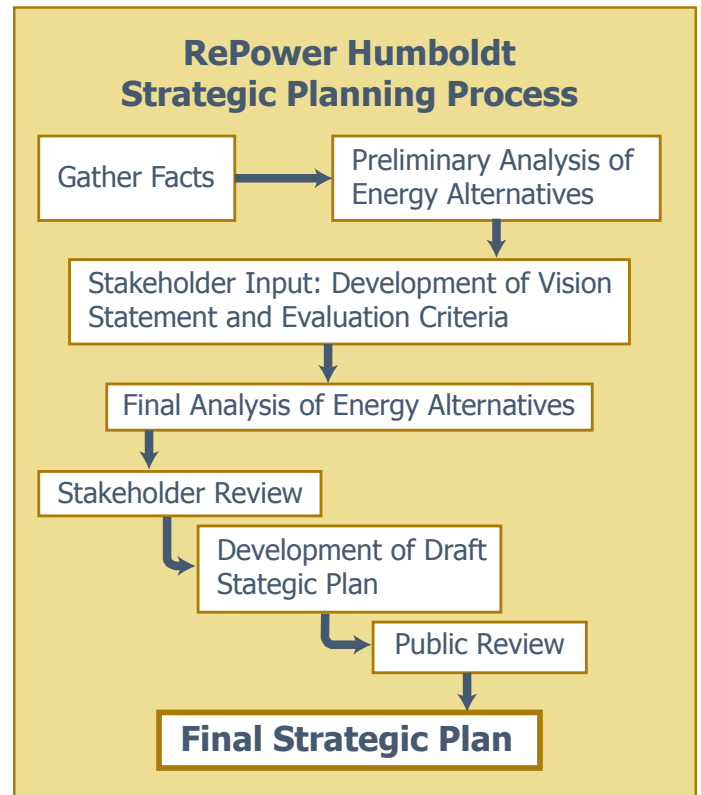 RePower Humboldt
Strategic Planning Process
Gather Facts
Preliminary Analysis of
Energy Alternatives
Stakeholder Input: Development of Vision
Statement and Evaluation Criteria
Final Analysis of Energy Alternatives
Stakeholder Review
Development of Draft
Stategic Plan
Public Review
Final Strategic Plan